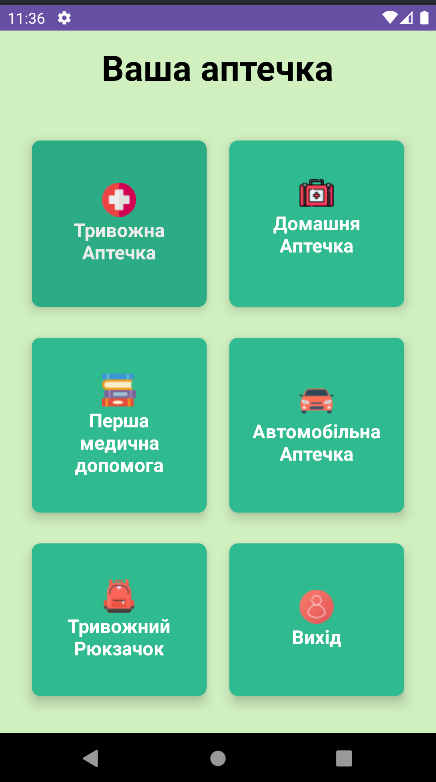 11:36
Ваша аптечка
Тривожна
Аптечка
Домашня
Аптечка
Перша
медична
допомога
Автомобільна
Аптечка
Тривожний
Рюкзачок
Вихід